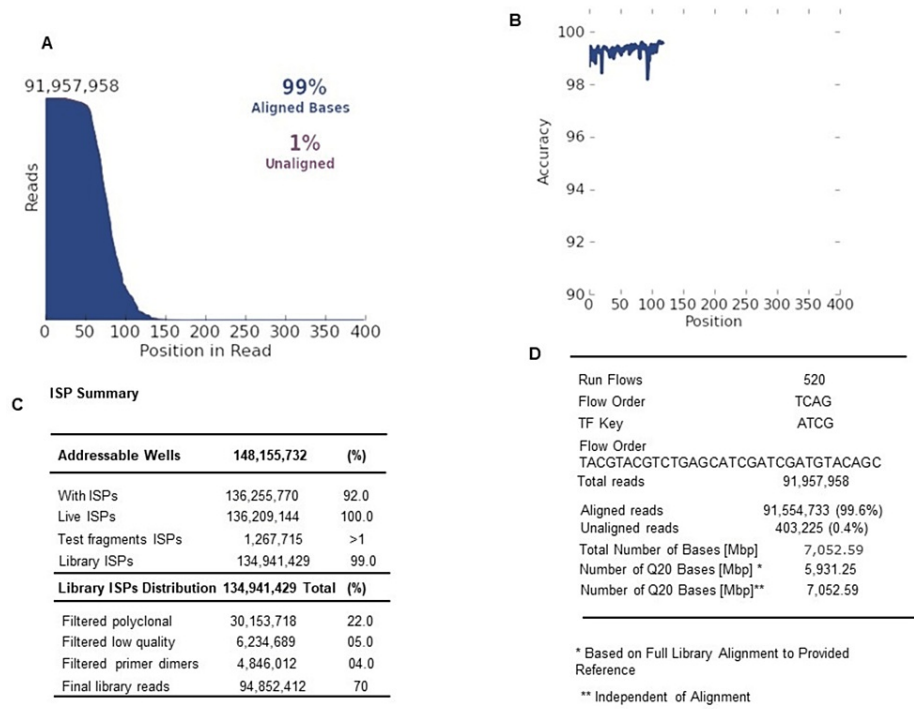 A
91,957,958
99%
Aligned Bases
1%
Unaligned
Reads
0 50 100 150 200 250 300 350 400
Position in Read
B
100
98
96
94
92
90
Accuracy
0 50 100 150 200 250 300 350 400
Position
C
ISP Summary
Addressable Wells 148,155,732 (%)
With ISPs 136,255,770 92.0
Live ISPs 136,209,144 100.0
Test fragments ISPs 1,267,715 >1
Library ISPs 134,941,429 99.0
Library ISPs Distribution 134,941,429 Total (%)
Filtered polyclonal 30,153,718 22.0
Filtered low quality 6,234,689 05.0
Filtered primer dimers 4,846,012 04.0
Final library reads 94,852,412 70
D
Run Flows 520
Flow Order TCAG
TF Key ATCG
Flow Order
TACGTACGTCTGAGCATCGATCGATGTACAGC
Total reads 91,957,958
Aligned reads 91,554,733 (99.6%)
Unaligned reads 403,225 (0.4%)
Total Number of Bases [Mbp] 7,052.59
Number of Q20 Bases [Mbp] * 5,931.25
Number of Q20 Bases [Mbp]** 7,052.59
* Based on Full Library Alignment to Provided
Reference
** Independent of Alignment